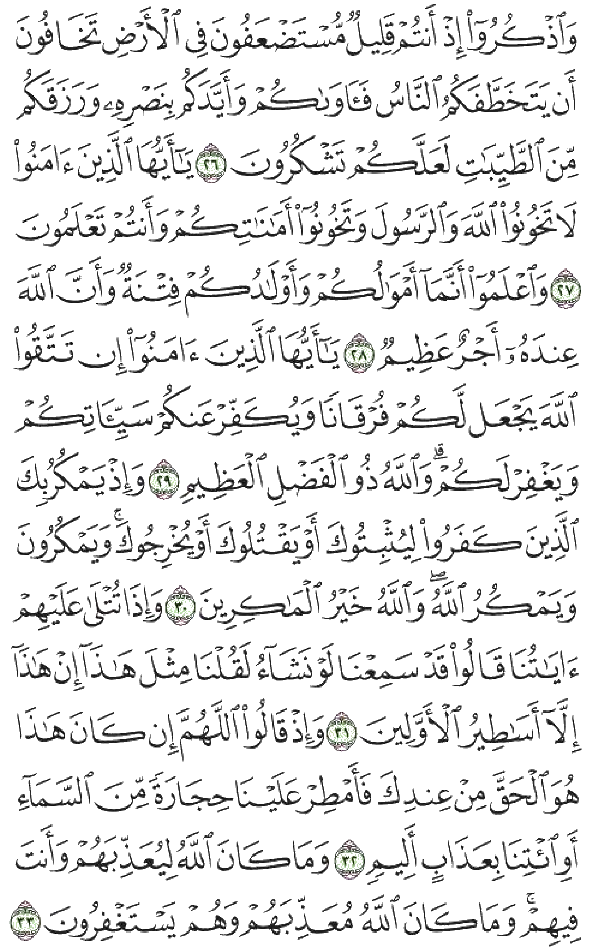 وَٱذۡكُرُوٓاْ إِذۡ أَنتُمۡ قَلِيلٞ مُّسۡتَضۡعَفُونَ فِي ٱلۡأَرۡضِ تَخَافُونَ
أَن يَتَخَطَّفَكُمُ ٱلنَّاسُ فَـَٔاوَىٰكُمۡ وَأَيَّدَكُم بِنَصۡرِهِۦ وَرَزَقَكُم
مِّنَ ٱلطَّيِّبَٰتِ لَعَلَّكُمۡ تَشۡكُرُونَ ٢٦ يَٰٓأَيُّهَا ٱلَّذِينَ ءَامَنُواْ
لَا تَخُونُواْ ٱللَّهَ وَٱلرَّسُولَ وَتَخُونُوٓاْ أَمَٰنَٰتِكُمۡ وَأَنتُمۡ تَعۡلَمُونَ
٢٧ وَٱعۡلَمُوٓاْ أَنَّمَآ أَمۡوَٰلُكُمۡ وَأَوۡلَٰدُكُمۡ فِتۡنَةٞ وَأَنَّ ٱللَّهَ
عِندَهُۥٓ أَجۡرٌ عَظِيمٞ ٢٨ يَٰٓأَيُّهَا ٱلَّذِينَ ءَامَنُوٓاْ إِن تَتَّقُواْ
ٱللَّهَ يَجۡعَل لَّكُمۡ فُرۡقَانٗا وَيُكَفِّرۡ عَنكُمۡ سَيِّـَٔاتِكُمۡ
وَيَغۡفِرۡ لَكُمۡۗ وَٱللَّهُ ذُو ٱلۡفَضۡلِ ٱلۡعَظِيمِ ٢٩ وَإِذۡ يَمۡكُرُ بِكَ
ٱلَّذِينَ كَفَرُواْ لِيُثۡبِتُوكَ أَوۡ يَقۡتُلُوكَ أَوۡ يُخۡرِجُوكَۚ وَيَمۡكُرُونَ
وَيَمۡكُرُ ٱللَّهُۖ وَٱللَّهُ خَيۡرُ ٱلۡمَٰكِرِينَ ٣٠ وَإِذَا تُتۡلَىٰ عَلَيۡهِمۡ
ءَايَٰتُنَا قَالُواْ قَدۡ سَمِعۡنَا لَوۡ نَشَآءُ لَقُلۡنَا مِثۡلَ هَٰذَآ إِنۡ هَٰذَآ
إِلَّآ أَسَٰطِيرُ ٱلۡأَوَّلِينَ ٣١ وَإِذۡ قَالُواْ ٱللَّهُمَّ إِن كَانَ هَٰذَا
هُوَ ٱلۡحَقَّ مِنۡ عِندِكَ فَأَمۡطِرۡ عَلَيۡنَا حِجَارَةٗ مِّنَ ٱلسَّمَآءِ
أَوِ ٱئۡتِنَا بِعَذَابٍ أَلِيمٖ ٣٢ وَمَا كَانَ ٱللَّهُ لِيُعَذِّبَهُمۡ وَأَنتَ
فِيهِمۡۚ وَمَا كَانَ ٱللَّهُ مُعَذِّبَهُمۡ وَهُمۡ يَسۡتَغۡفِرُونَ ٣٣